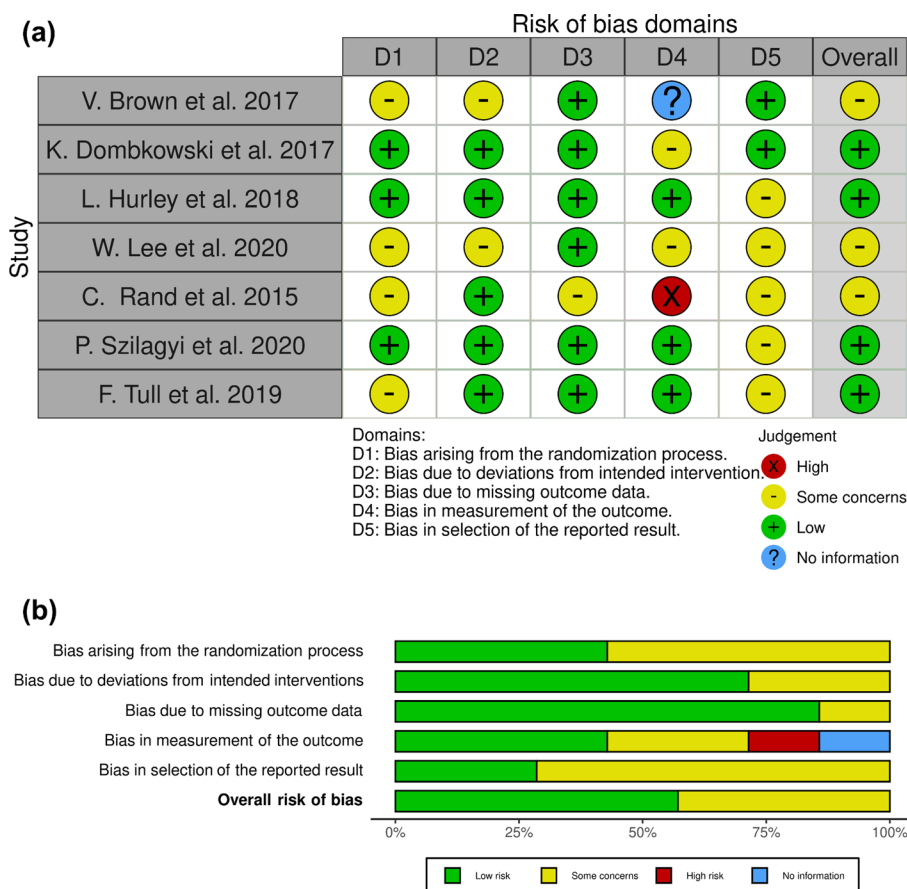 (a)
Risk of bias domains
D1 D2 D3 D4 D5 Overall
Study
V. Brown et al. 2017 - - + ? + -
K. Dombkowski et al. 2017 + + + - + +
L. Hurley et al. 2018 + + + + - +
W. Lee et al. 2020 - - + - - -
C. Rand et al. 2015 - + - X - -
P. Szilagyi et al. 2020 + + + + - +
F. Tull et al. 2019 - + + + - +
Domains:
D1: Bias arising from the randomization process.
D2: Bias due to deviations from intended intervention.
D3: Bias due to missing outcome data.
D4: Bias in measurement of the outcome.
D5: Bias in selection of the reported result.
Judgement
X High
- Some concerns
+ Low
? No information
(b)
Bias arising from the randomization process
Bias due to deviations from intended interventions
Bias due to missing outcome data
Bias in measurement of the outcome
Bias in selection of the reported result
Overall risk of bias
0% 25% 50% 75% 100%
Low risk Some concerns High risk No information